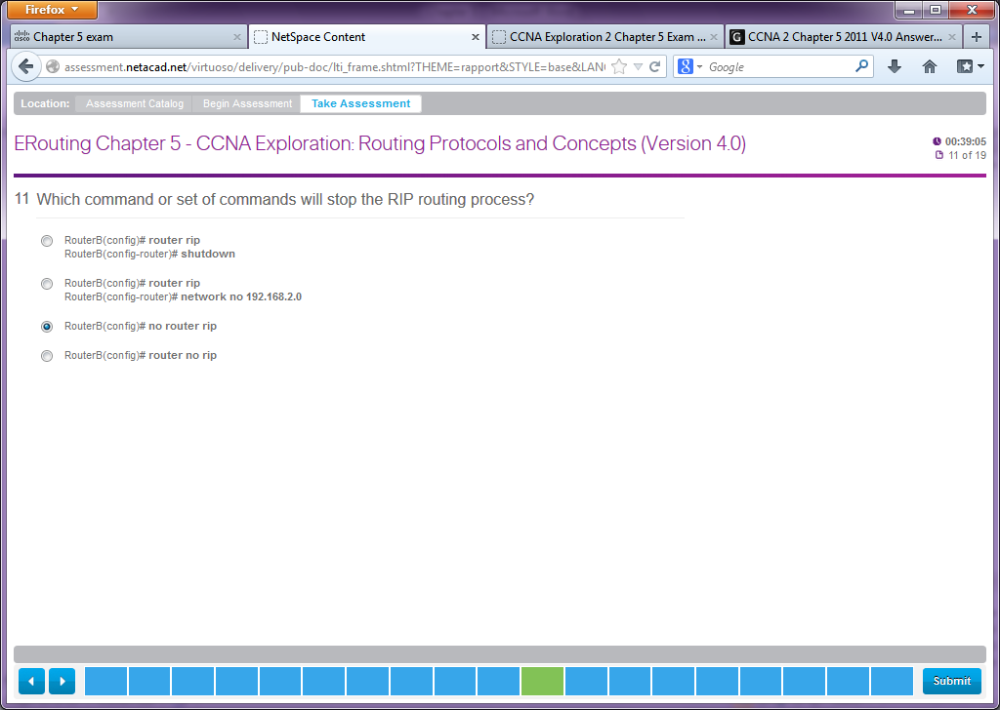 Firefox
Chapter 5 exam
NetSpace Content
CCNA Exploration 2 Chapter 5 Exam ...
G CCNA 2 Chapter 5 2011 V4.0 Answer...
assessment.netacad.net/virtuoso/delivery/pub-doc/lti_frame.shtml?THEME=rapport&STYLE=base&LAN
Google
Location: Assessment Catalog Begin Assessment Take Assessment
ERouting Chapter 5 - CCNA Exploration: Routing Protocols and Concepts (Version 4.0)
00:39:05
11 of 19
11 Which command or set of commands will stop the RIP routing process?
RouterB(config)# router rip
RouterB(config-router)# shutdown
RouterB(config)# router rip
RouterB(config-router)# network no 192.168.2.0
RouterB(config)# no router rip
RouterB(config)# router no rip
Submit